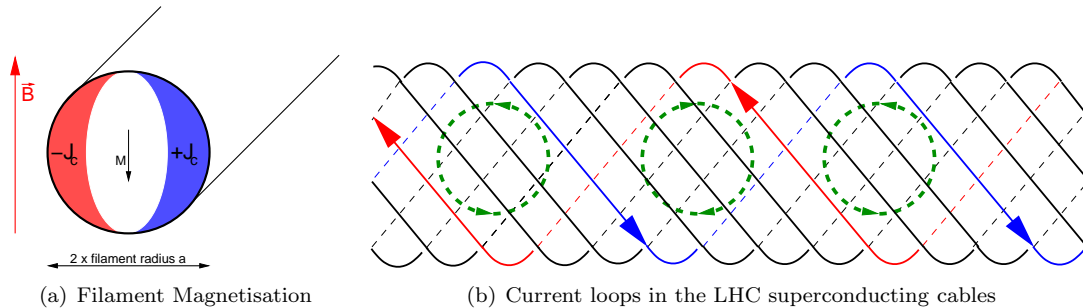 B
−Jc
+Jc
M
2 x filament radius a
(a) Filament Magnetisation
(b) Current loops in the LHC superconducting cables